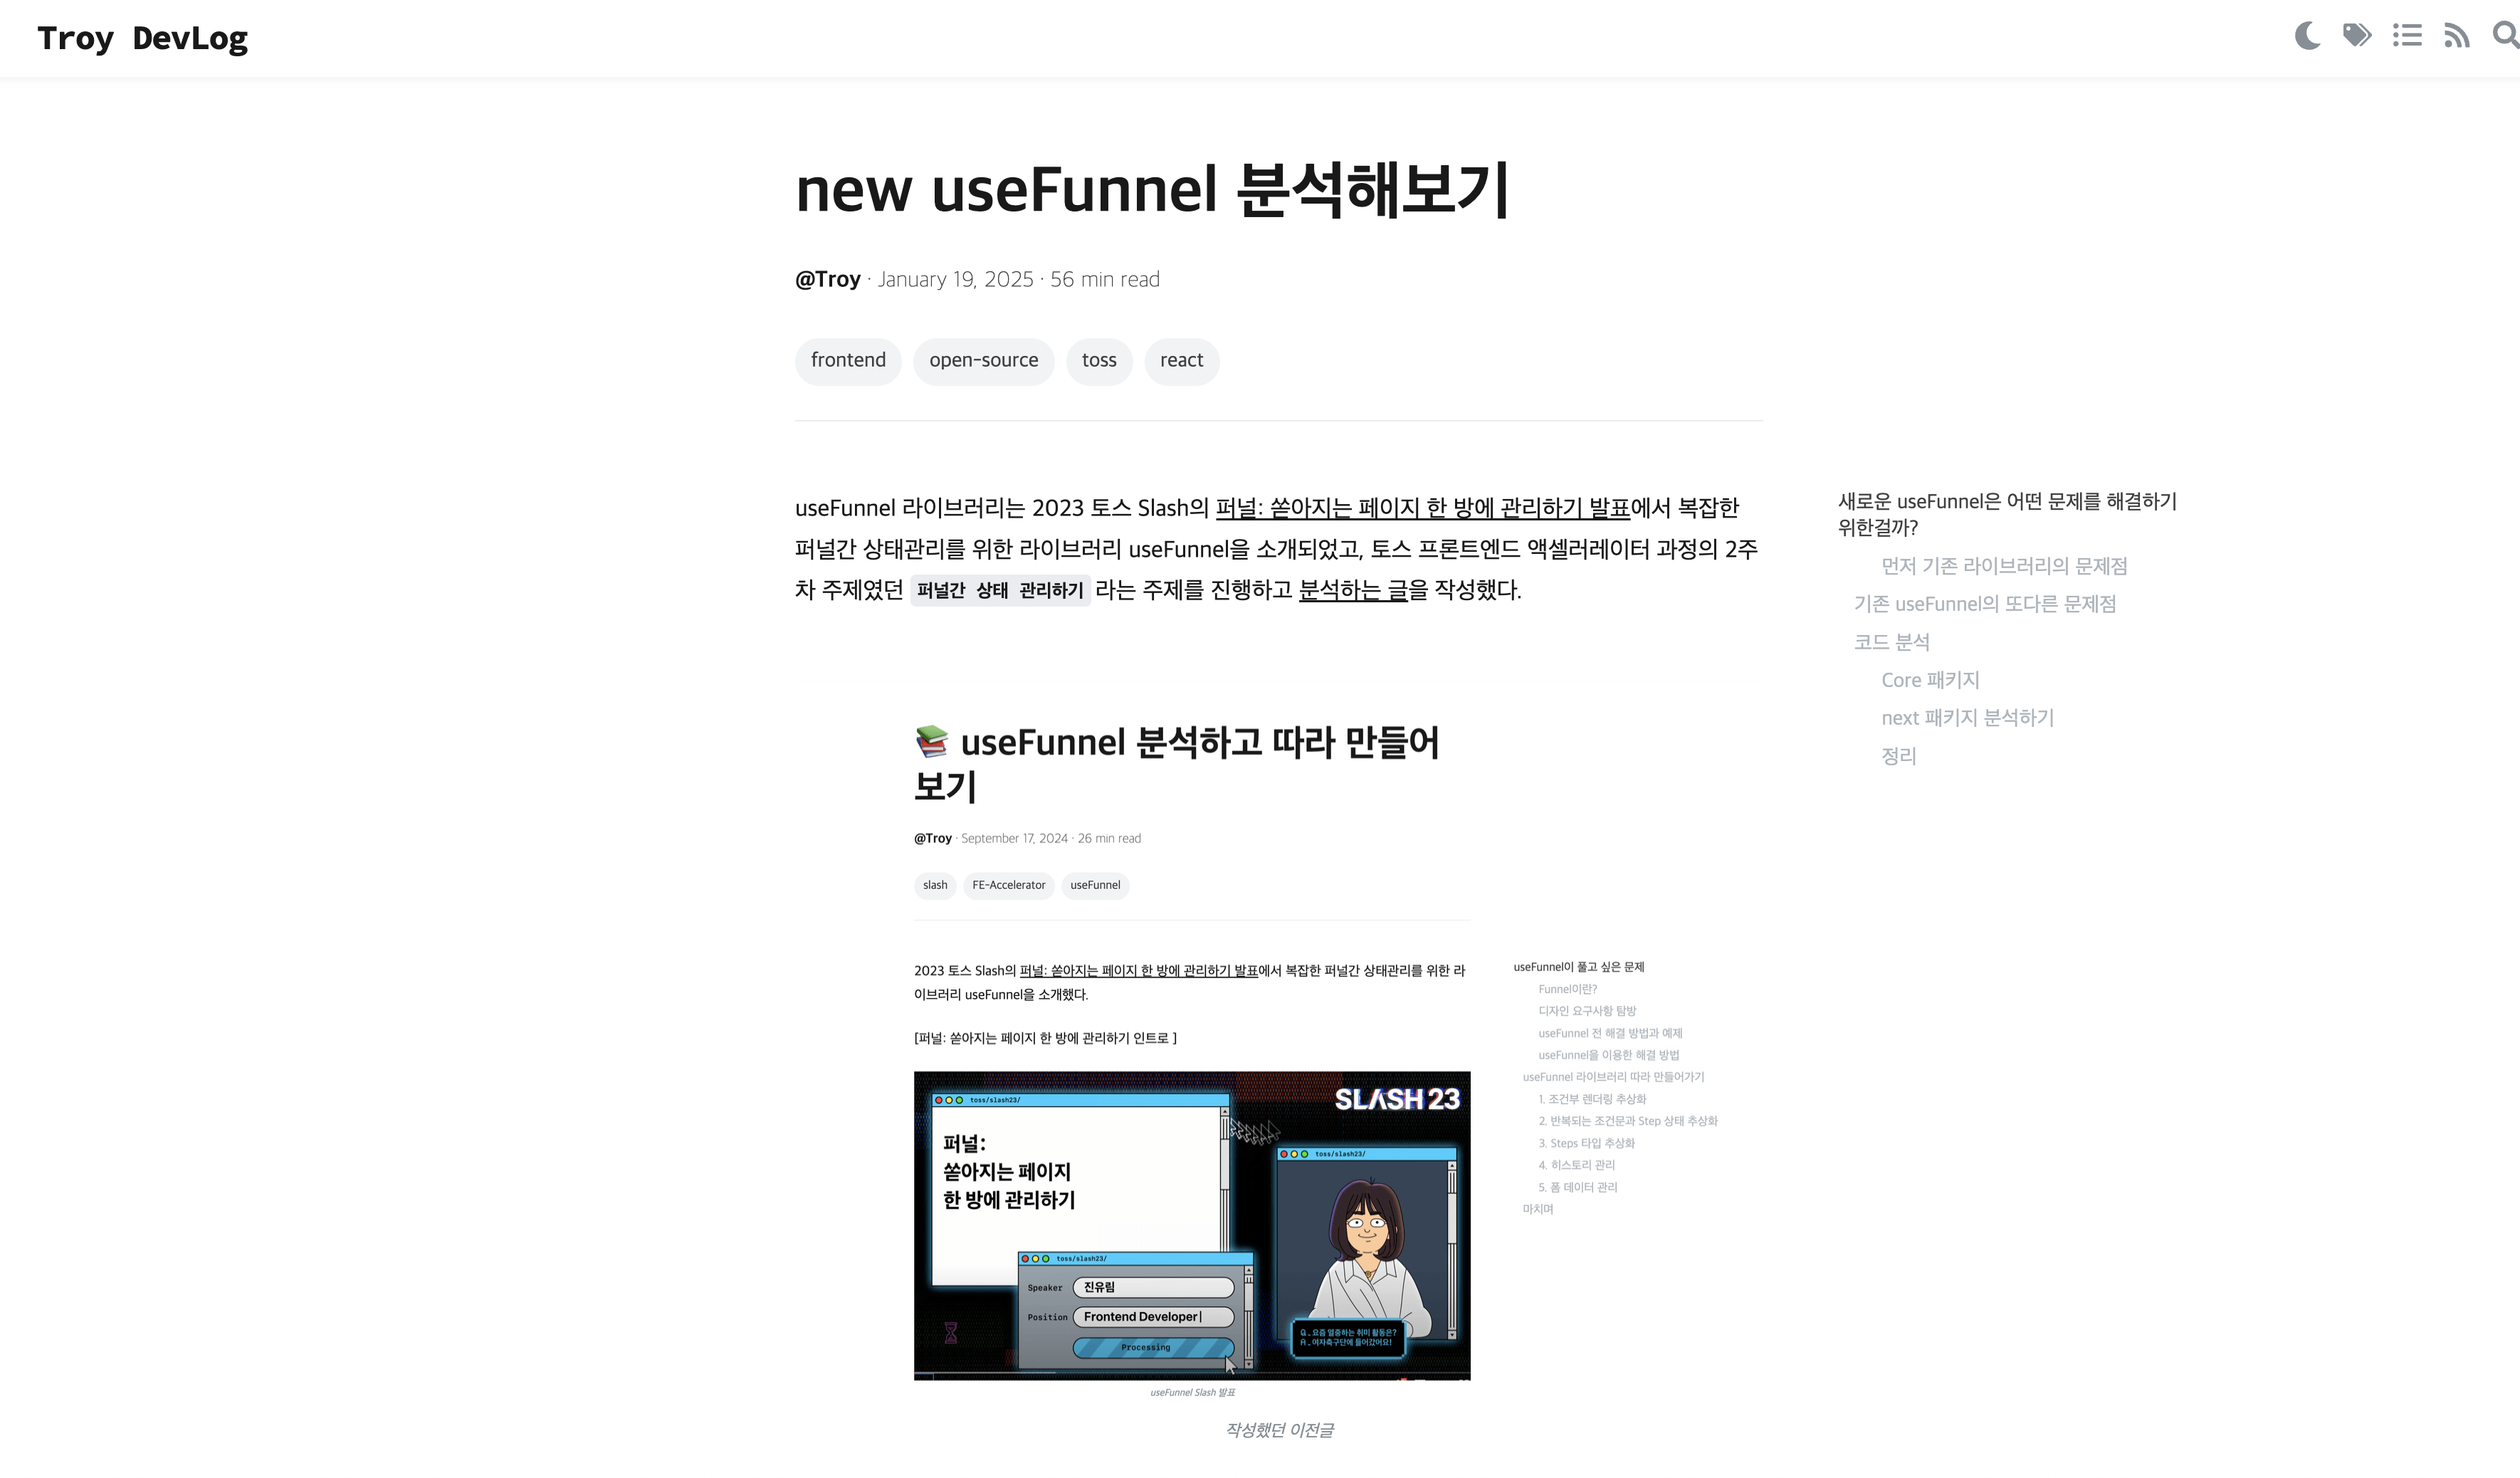 Troy DevLog
new useFunnel 분석해보기
@Troy · January 19, 2025 · 56 min read
frontend open-source toss react
useFunnel 라이브러리는 2023 토스 Slash의 퍼널: 쏟아지는 페이지 한 방에 관리하기 발표에서 복잡한
퍼널간 상태관리를 위한 라이브러리 useFunnel을 소개되었고, 토스 프론트엔드 액셀러레이터 과정의 2주
차 주제였던 퍼널간 상태 관리하기 라는 주제를 진행하고 분석하는 글을 작성했다.
새로운 useFunnel은 어떤 문제를 해결하기
위한걸까?
먼저 기존 라이브러리의 문제점
기존 useFunnel의 또다른 문제점
코드 분석
Core 패키지
next 패키지 분석하기
정리
📚 useFunnel 분석하고 따라 만들어
보기
@Troy · September 17, 2024 · 26 min read
slash FE-Accelerator useFunnel
2023 토스 Slash의 퍼널: 쏟아지는 페이지 한 방에 관리하기 발표에서 복잡한 퍼널간 상태관리를 위한 라
이브러리 useFunnel을 소개했다.
[퍼널: 쏟아지는 페이지 한 방에 관리하기 인트로 ]
useFunnel이 풀고 싶은 문제
Funnel이란?
디자인 요구사항 탐방
useFunnel 전 해결 방법과 예제
useFunnel을 이용한 해결 방법
useFunnel 라이브러리 따라 만들어가기
1. 조건부 렌더링 추상화
2. 반복되는 조건문과 Step 상태 추상화
3. Steps 타입 추상화
4. 히스토리 관리
5. 폼 데이터 관리
마치며
SLASH 23
toss/slash23/
퍼널:
쏟아지는 페이지
한 방에 관리하기
toss/slash23/
toss/slash23/
Speaker 진유림
Position Frontend Developer
Processing
Q. 요즘 열중하는 취미 활동은?
A. 여자축구단에 들어갔어요!
useFunnel Slash 발표
작성했던 이전글